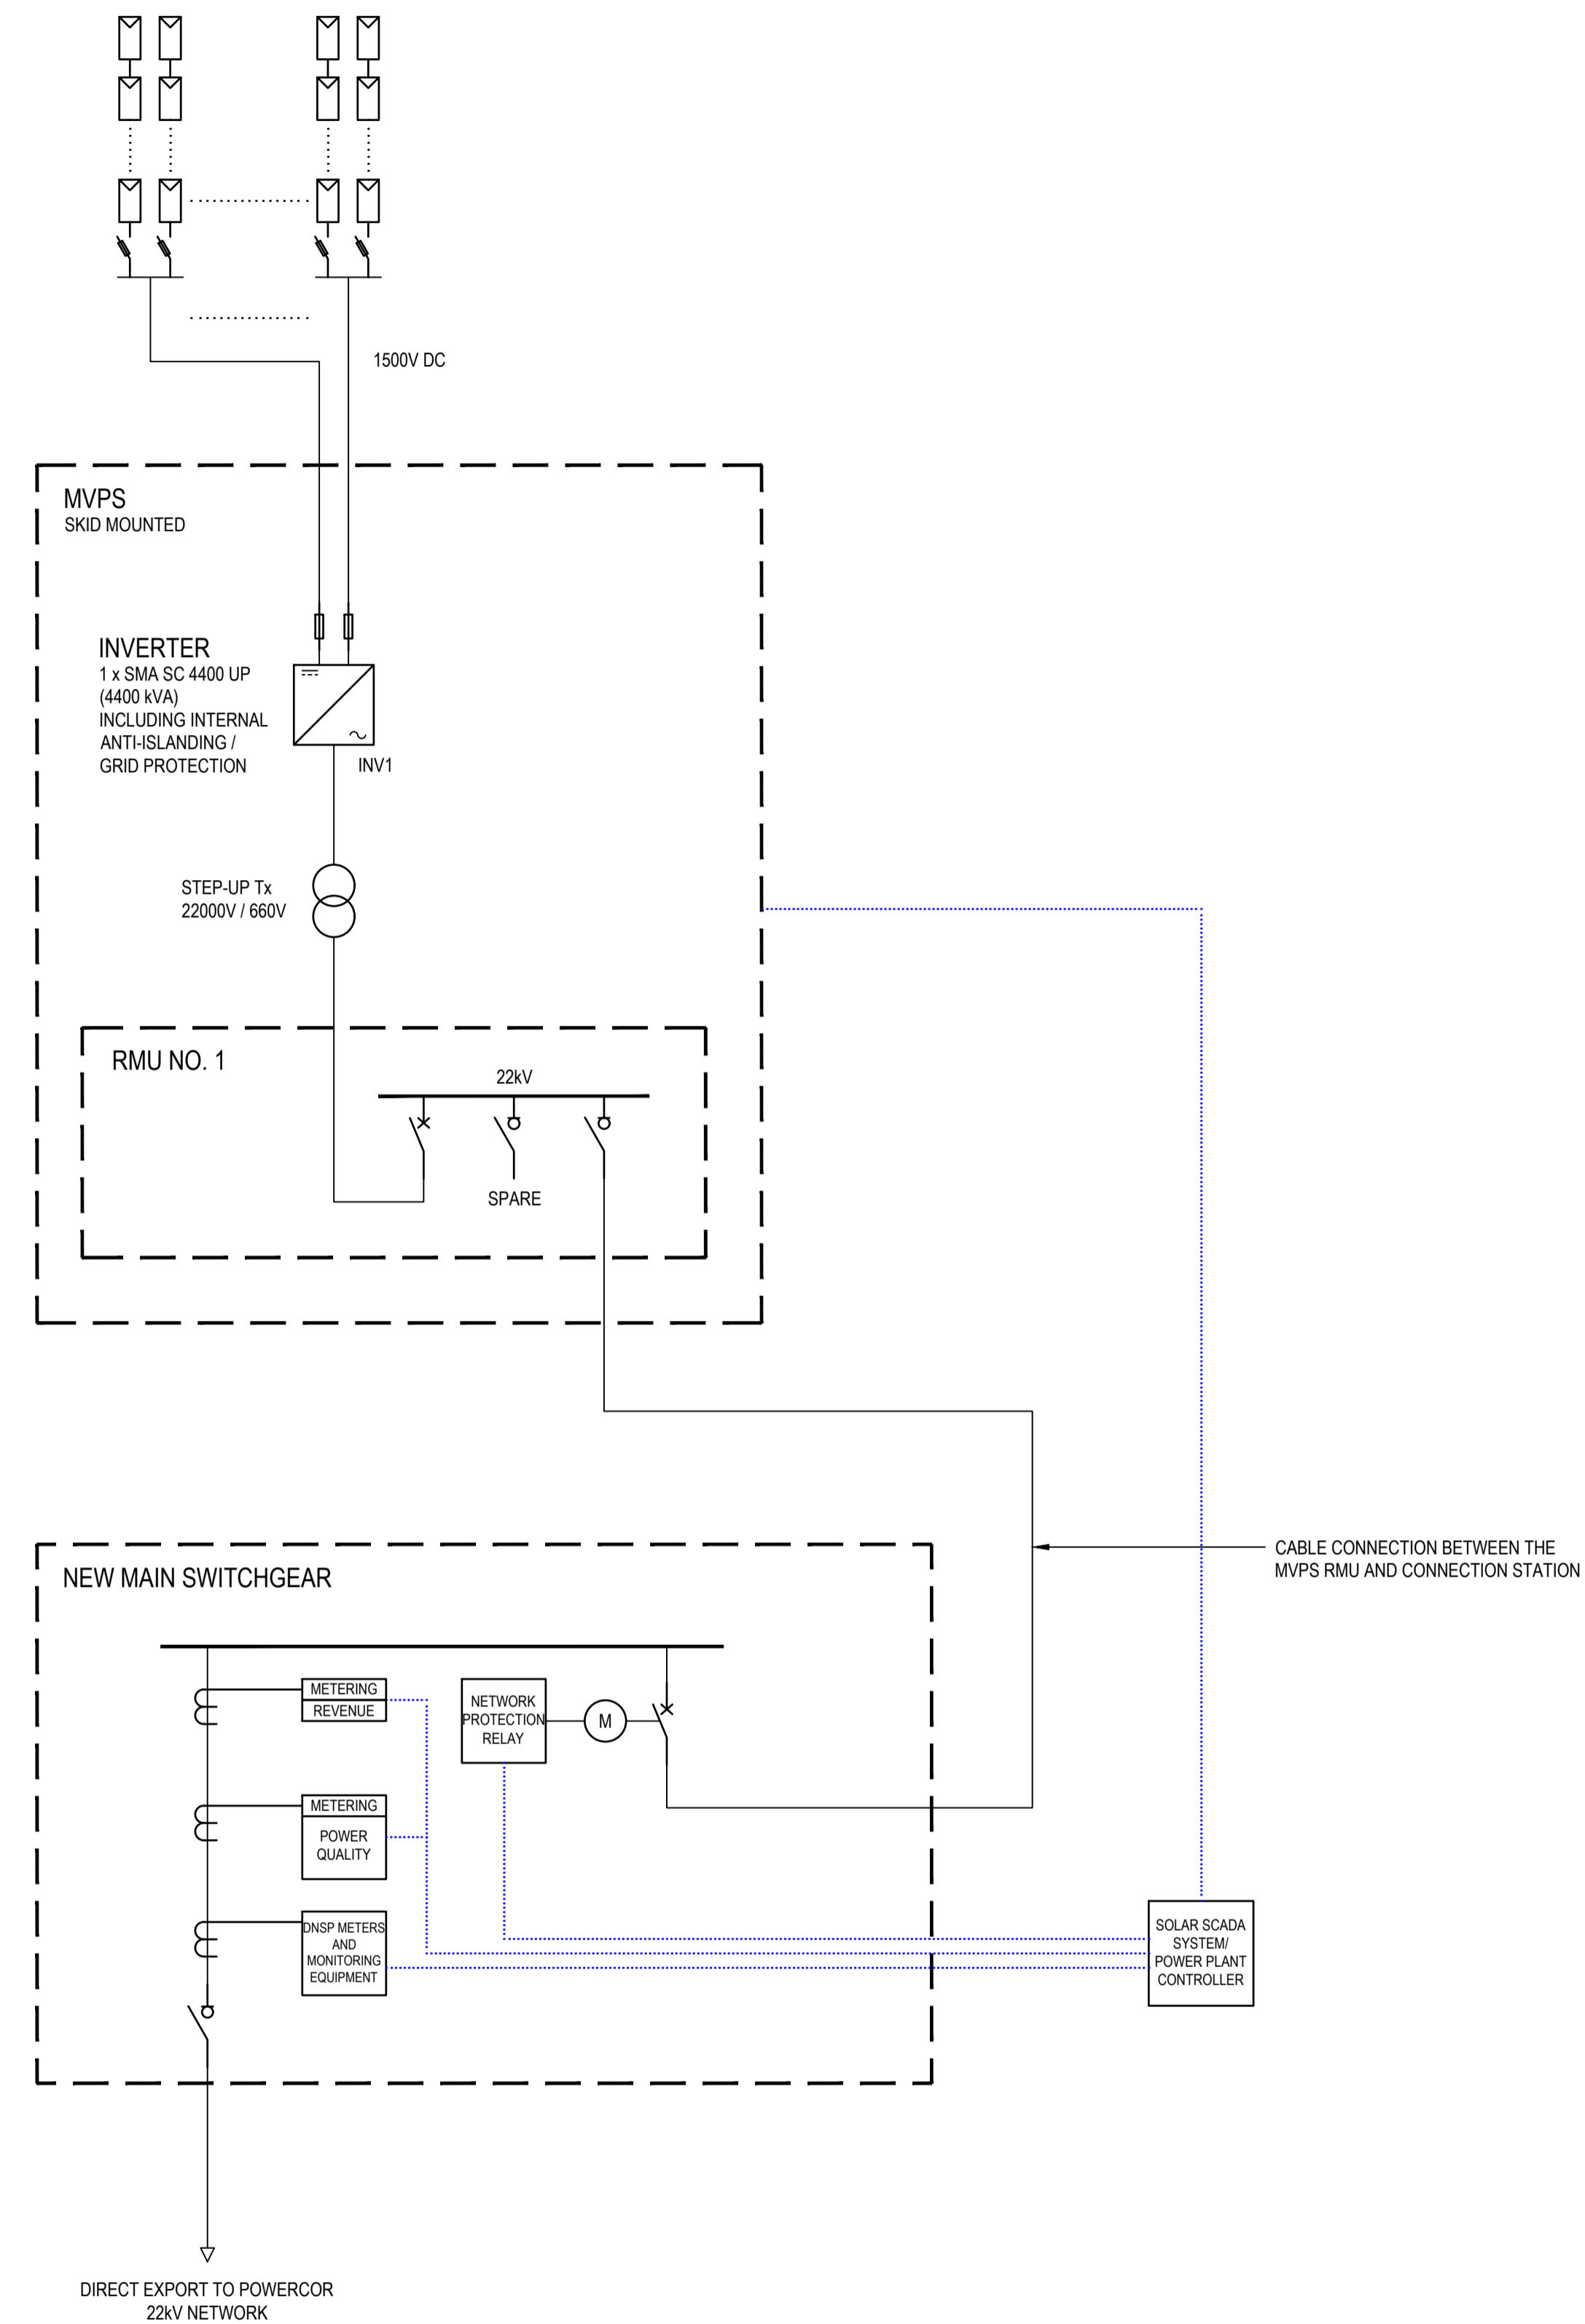 1500V DC
MVPS
SKID MOUNTED
INVERTER
1 x SMA SC 4400 UP
(4400 kVA)
INCLUDING INTERNAL
ANTI-ISLANDING /
GRID PROTECTION
INV1
STEP-UP Tx
22000V / 660V
RMU NO. 1
22kV
SPARE
CABLE CONNECTION BETWEEN THE
MVPS RMU AND CONNECTION STATION
NEW MAIN SWITCHGEAR
METERING
REVENUE
NETWORK
PROTECTION
RELAY
M
METERING
POWER
QUALITY
DNSP METERS
AND
MONITORING
EQUIPMENT
SOLAR SCADA
SYSTEM/
POWER PLANT
CONTROLLER
DIRECT EXPORT TO POWERCOR
22kV NETWORK